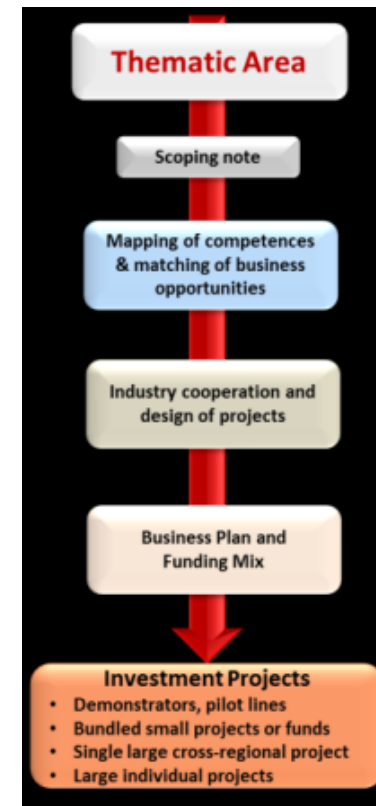 Thematic Area
Scoping note
Mapping of competences
& matching of business
opportunities
Industry cooperation and
design of projects
Business Plan and
Funding Mix
Investment Projects
• Demonstrators, pilot lines
• Bundled small projects or funds
• Single large cross-regional project
• Large individual projects